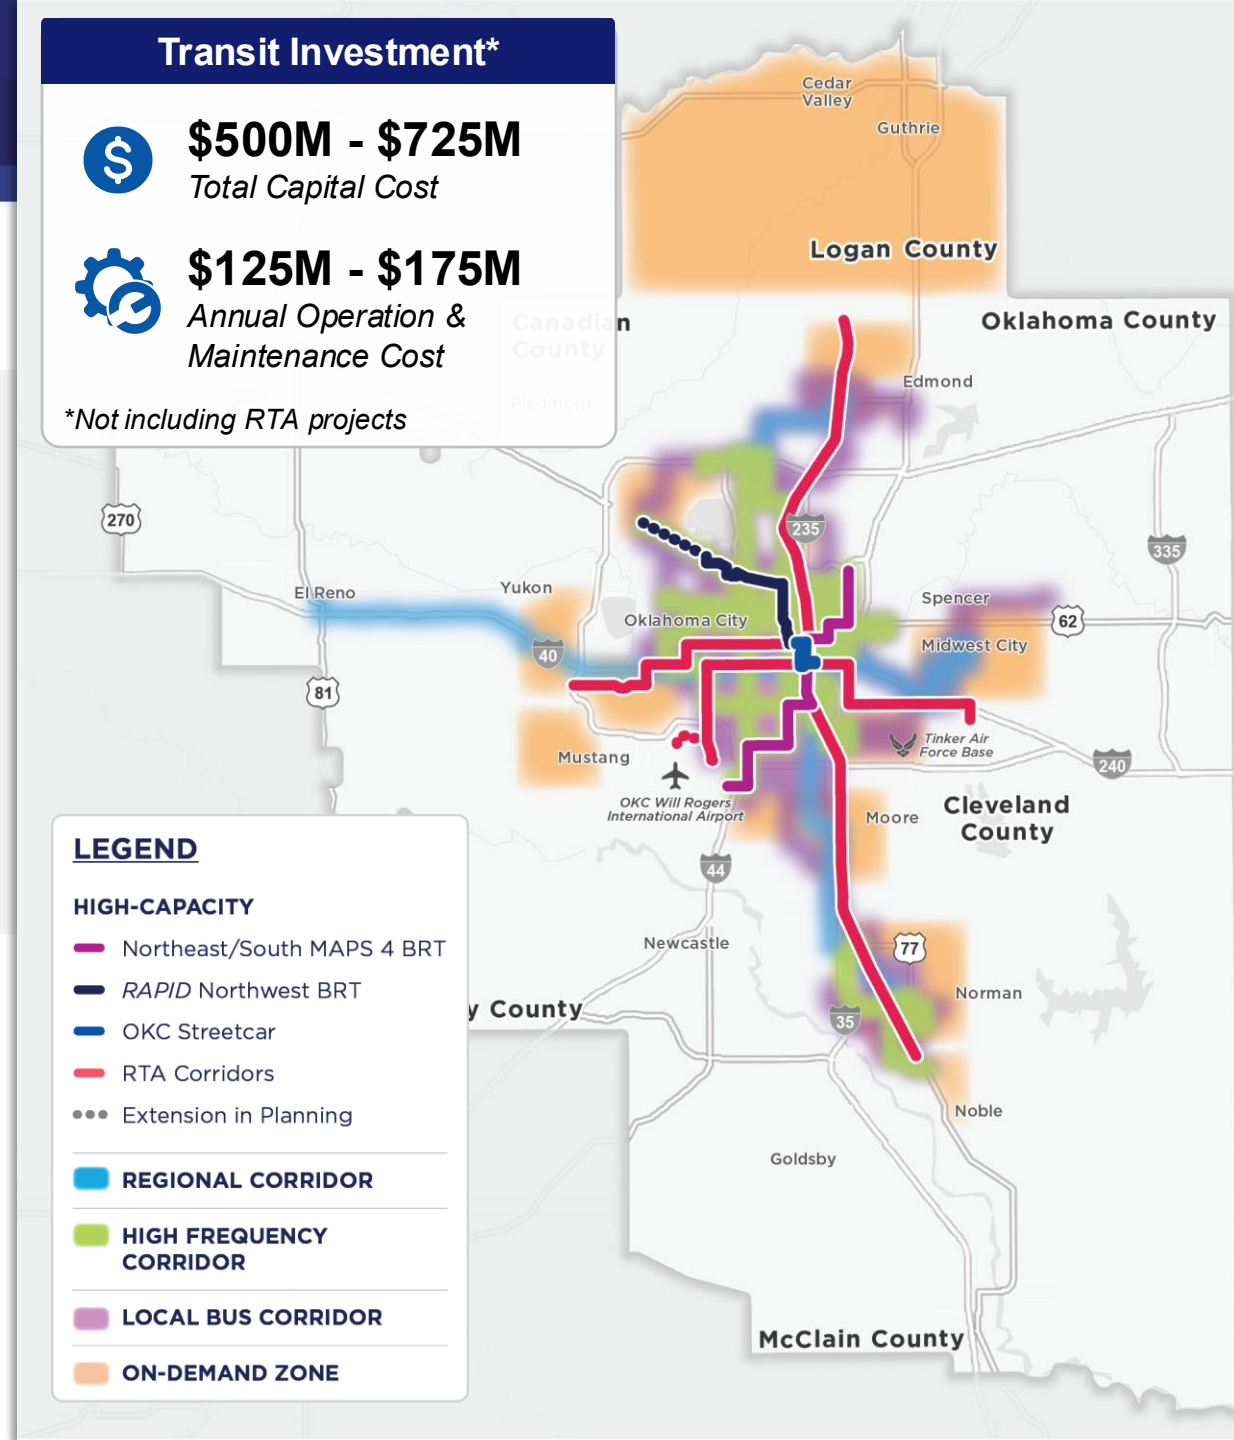 Transit Investment*
$500M - $725M
Total Capital Cost
$125M - $175M
Annual Operation &
Maintenance Cost
*Not including RTA projects
Canadian
County
Piedmont
Cedar
Valley
Guthrie
Logan County
Oklahoma County
Edmond
270
235
335
El Reno
Yukon
Oklahoma City
Spencer
62
Midwest City
40
81
Tinker Air
Force Base
Mustang
240
OKC Will Rogers
International Airport
Moore
Cleveland
County
44
Newcastle
77
Norman
y County
35
Noble
Goldsby
McClain County
LEGEND
HIGH-CAPACITY
Northeast/South MAPS 4 BRT
RAPID Northwest BRT
OKC Streetcar
RTA Corridors
Extension in Planning
REGIONAL CORRIDOR
HIGH FREQUENCY
CORRIDOR
LOCAL BUS CORRIDOR
ON-DEMAND ZONE